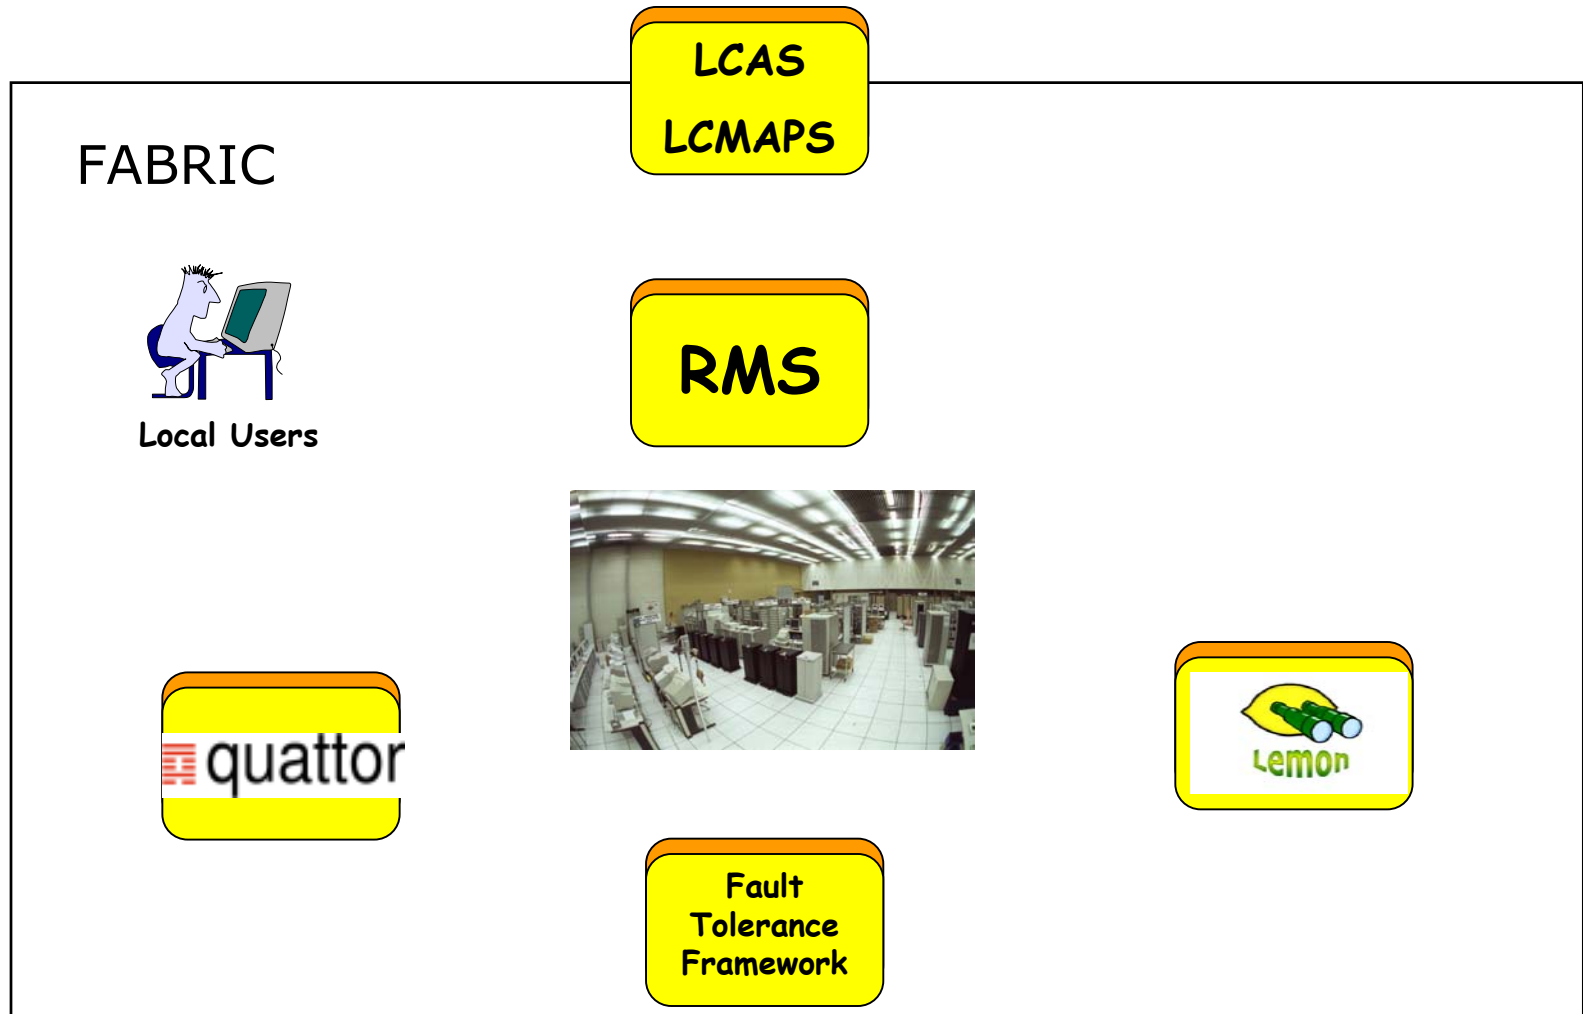 LCAS
LCMAPS
FABRIC
RMS
Local Users
quattor
Lemon
Fault
Tolerance
Framework